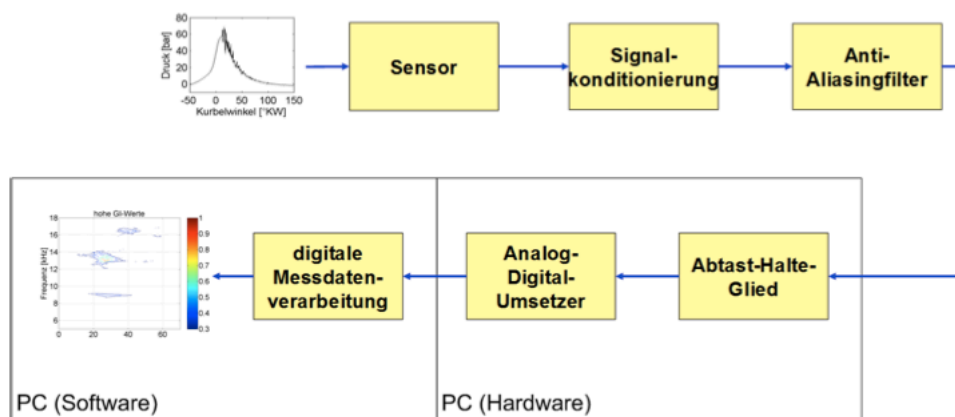 80
60
40
20
0
Druck [bar]
-50 0 50 100 150
Kurbelwinkel [°KW]
Sensor
Signal-
konditionierung
Anti-
Aliasingfilter
hohe GI-Werte
18
16
14
12
10
8
6
Frequenz [kHz]
0 20 40 60
1
0.9
0.8
0.7
0.6
0.5
0.4
0.3
digitale
Messdaten-
verarbeitung
Analog-
Digital-
Umsetzer
Abtast-Halte-
Glied
PC (Software)
PC (Hardware)